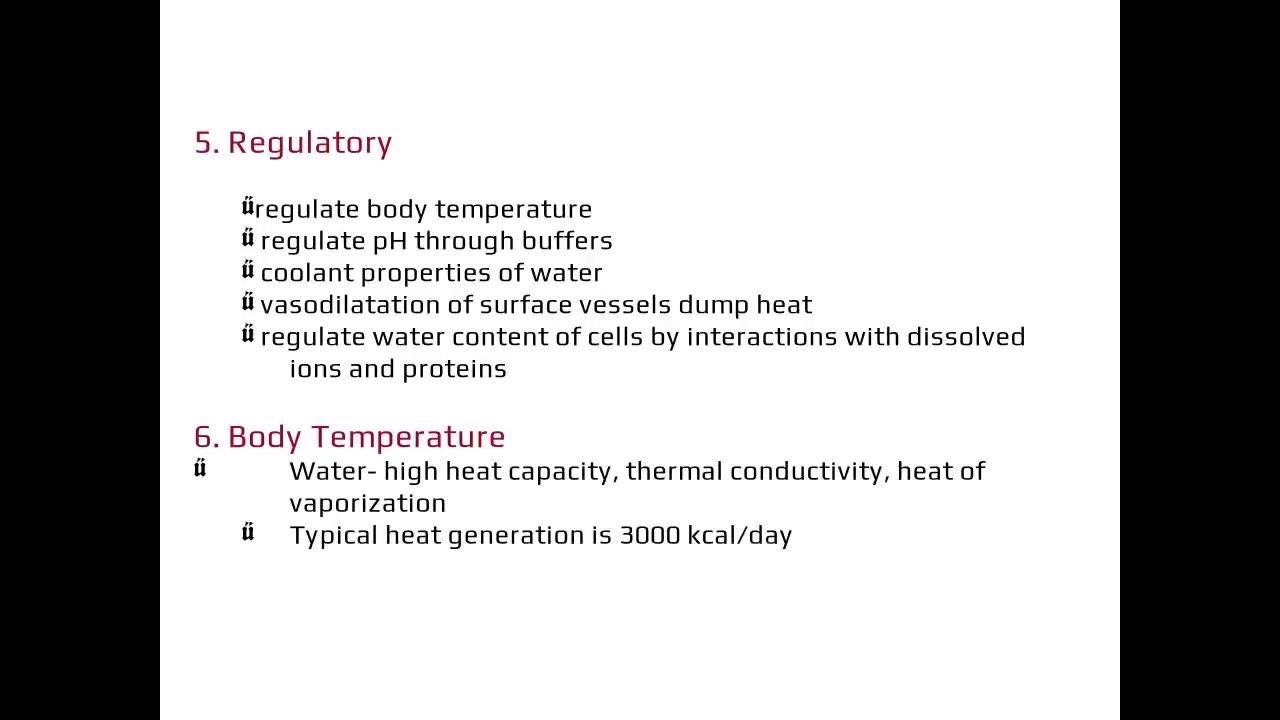 5. Regulatory
ű regulate body temperature
ű regulate pH through buffers
ű coolant properties of water
ű vasodilatation of surface vessels dump heat
ű regulate water content of cells by interactions with dissolved
ions and proteins
6. Body Temperature
ű Water- high heat capacity, thermal conductivity, heat of
vaporization
ű Typical heat generation is 3000 kcal/day